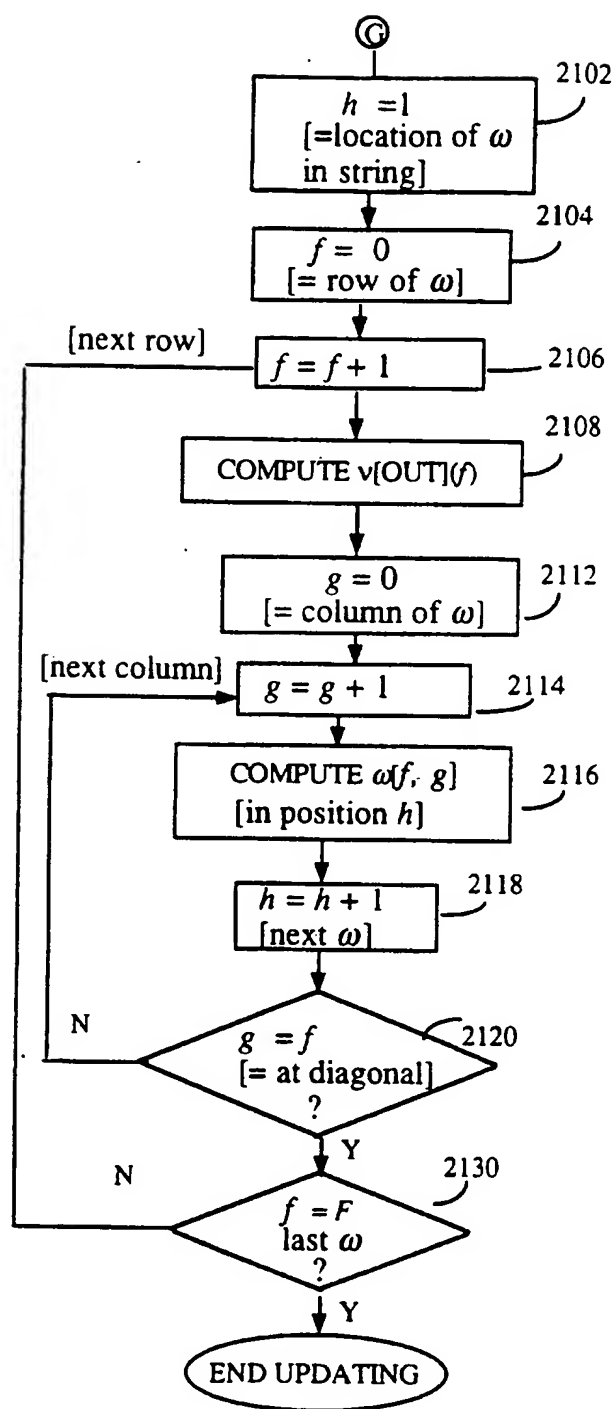 G
2102
h =1
[=location of ω
in string]
2104
f = 0
[= row of ω]
[next row]
f = f + 1
2106
2108
COMPUTE ν[OUT](f)
g = 0
[= column of ω]
2112
[next column]
g = g + 1
2114
COMPUTE ω[f, g]
[in position h]
2116
h = h + 1
[next ω]
2118
N
g = f
[= at diagonal]
?
2120
Y
N
f = F
last ω
?
2130
Y
END UPDATING